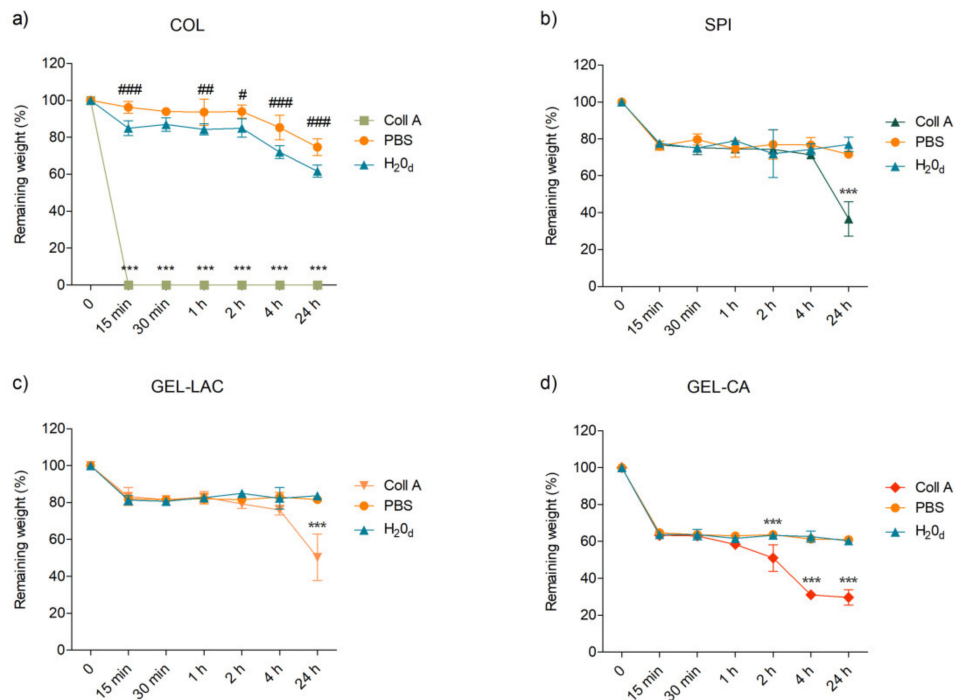 a)
COL
Remaining weight (%)
120
100
80
60
40
20
0
###
##
#
###
###
***
***
***
***
***
***
0
15 min
30 min
1 h
2 h
4 h
24 h
Coll A
PBS
H₂0d
b)
SPI
Remaining weight (%)
120
100
80
60
40
20
0
***
0
15 min
30 min
1 h
2 h
4 h
24 h
Coll A
PBS
H₂0d
c)
GEL-LAC
Remaining weight (%)
120
100
80
60
40
20
0
***
0
15 min
30 min
1 h
2 h
4 h
24 h
Coll A
PBS
H₂0d
d)
GEL-CA
Remaining weight (%)
120
100
80
60
40
20
0
***
***
***
0
15 min
30 min
1 h
2 h
4 h
24 h
Coll A
PBS
H₂0d